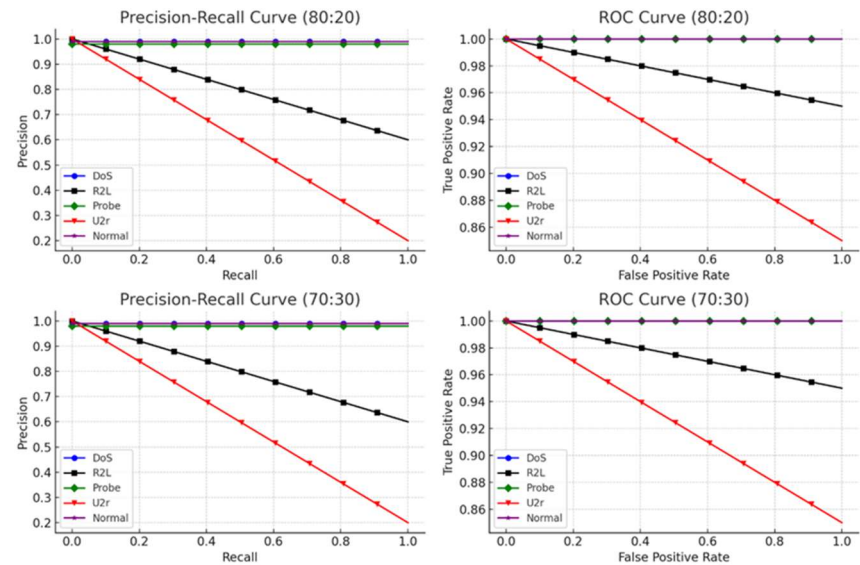 Precision-Recall Curve (80:20)
Precision
1.0
0.9
0.8
0.7
0.6
0.5
0.4
0.3
0.2
DoS
R2L
Probe
U2r
Normal
0.0 0.2 0.4 0.6 0.8 1.0
Recall
ROC Curve (80:20)
True Positive Rate
1.00
0.98
0.96
0.94
0.92
0.90
0.88
0.86
DoS
R2L
Probe
U2r
Normal
0.0 0.2 0.4 0.6 0.8 1.0
False Positive Rate
Precision-Recall Curve (70:30)
Precision
1.0
0.9
0.8
0.7
0.6
0.5
0.4
0.3
0.2
DoS
R2L
Probe
U2r
Normal
0.0 0.2 0.4 0.6 0.8 1.0
Recall
ROC Curve (70:30)
True Positive Rate
1.00
0.98
0.96
0.94
0.92
0.90
0.88
0.86
DoS
R2L
Probe
U2r
Normal
0.0 0.2 0.4 0.6 0.8 1.0
False Positive Rate